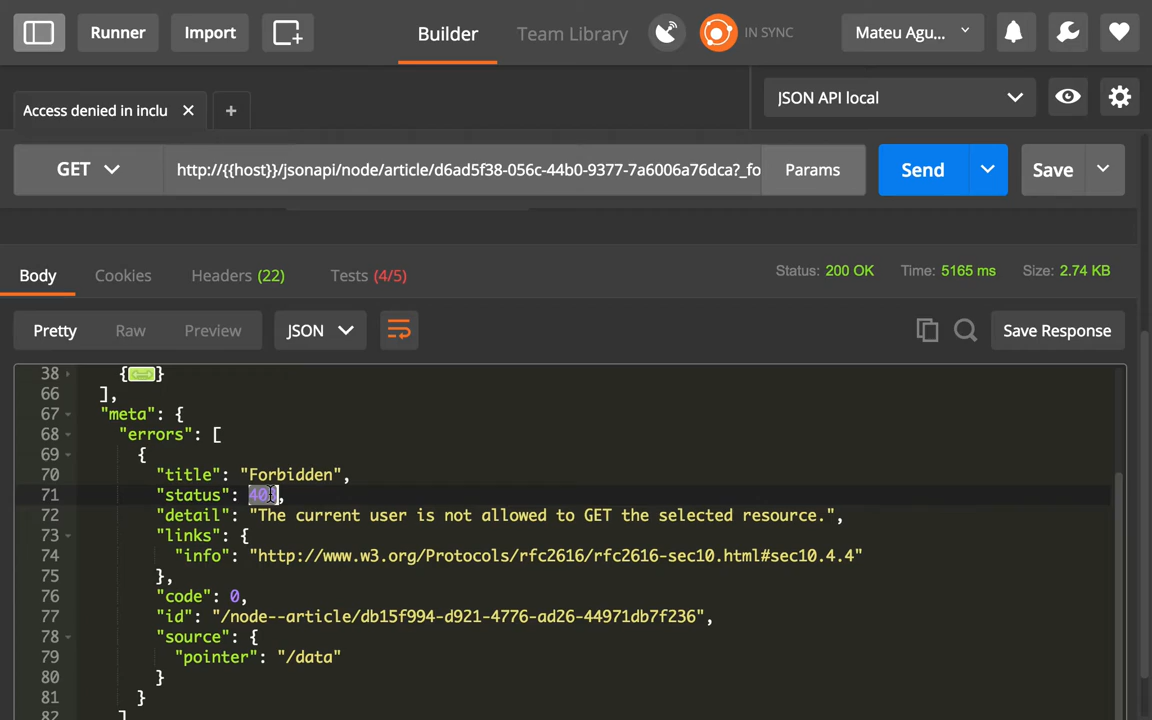 Runner Import Builder Team Library IN SYNC Mateu Agu...
Access denied in inclu × + JSON API local
GET http://{{host}}/jsonapi/node/article/d6ad5f38-056c-44b0-9377-7a6006a76dca?_fo Params Send Save
Body Cookies Headers (22) Tests (4/5) Status: 200 OK Time: 5165 ms Size: 2.74 KB
Pretty Raw Preview JSON Save Response
38 {}
66 ],
67 "meta": {
68 "errors": [
69 {
70 "title": "Forbidden",
71 "status": ,
72 "detail": "The current user is not allowed to GET the selected resource.",
73 "links": {
74 "info": "http://www.w3.org/Protocols/rfc2616/rfc2616-sec10.html#sec10.4.4"
75 },
76 "code": 0,
77 "id": "/node--article/db15f994-d921-4776-ad26-44971db7f236",
78 "source": {
79 "pointer": "/data"
80 }
81 }
82 ]